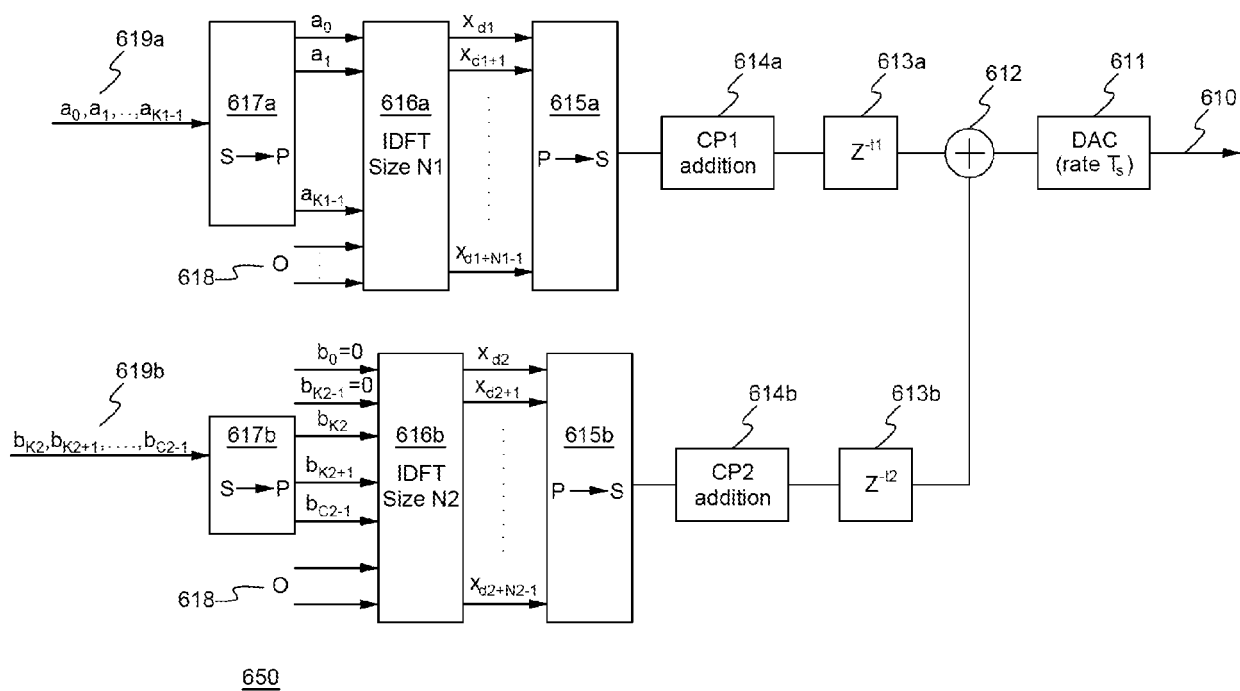 619a
a0, a1, .., aK1-1
617a
S → P
a0
a1
aK1-1
618 O
616a
IDFT
Size N1
xd1
xd1+1
xd1+N1-1
615a
P → S
614a
CP1
addition
613a
Z-t1
612
+
611
DAC
(rate Ts)
610
619b
bK2, bK2+1, ...., bC2-1
617b
S → P
b0=0
bK2-1=0
bK2
bK2+1
bC2-1
618 O
616b
IDFT
Size N2
xd2
xd2+1
xd2+N2-1
615b
P → S
614b
CP2
addition
613b
Z-t2
650